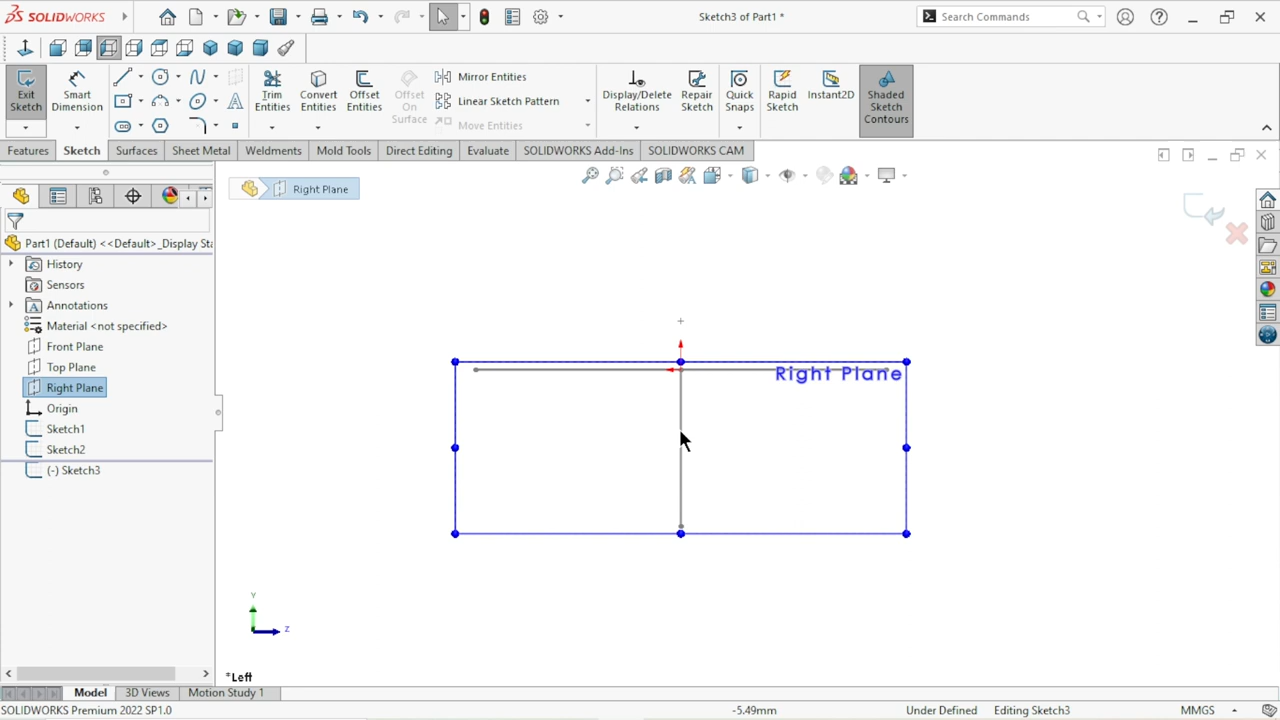 SOLIDWORKS
Sketch3 of Part1 *
Search Commands
Exit Sketch
Smart Dimension
Trim Entities
Convert Entities
Offset Entities
Offset On Surface
Mirror Entities
Linear Sketch Pattern
Move Entities
Display/Delete Relations
Repair Sketch
Quick Snaps
Rapid Sketch
Instant2D
Shaded Sketch Contours
Features
Sketch
Surfaces
Sheet Metal
Weldments
Mold Tools
Direct Editing
Evaluate
SOLIDWORKS Add-Ins
SOLIDWORKS CAM
Right Plane
Part1 (Default) <<Default>_Display Sta
History
Sensors
Annotations
Material <not specified>
Front Plane
Top Plane
Right Plane
Origin
Sketch1
Sketch2
(-) Sketch3
Right Plane
Y
Z
*Left
Model
3D Views
Motion Study 1
SOLIDWORKS Premium 2022 SP1.0
-5.49mm
Under Defined
Editing Sketch3
MMGS